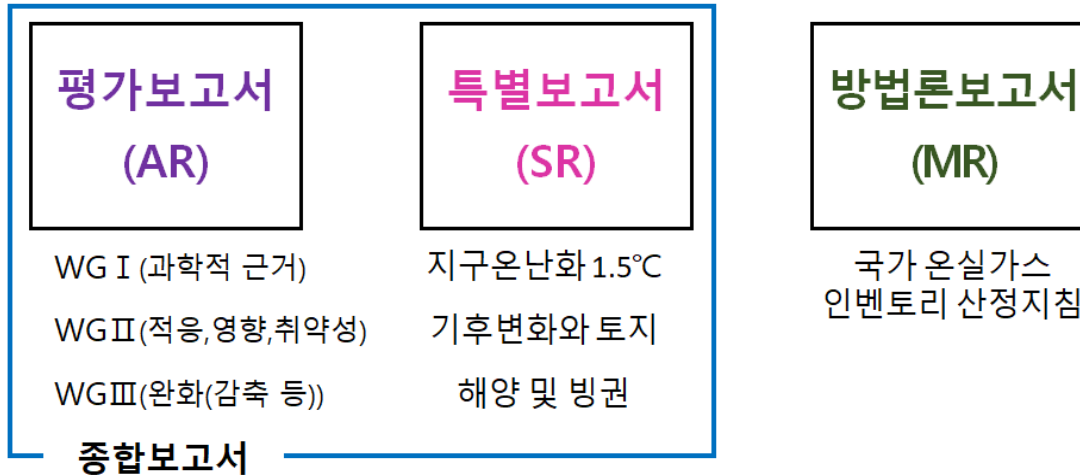 평가보고서
(AR)
WG Ⅰ (과학적 근거)
WGⅡ(적응,영향,취약성)
WGⅢ(완화(감축 등))
특별보고서
(SR)
지구온난화 1.5℃
기후변화와 토지
해양 및 빙권
종합보고서
방법론보고서
(MR)
국가 온실가스
인벤토리 산정지침